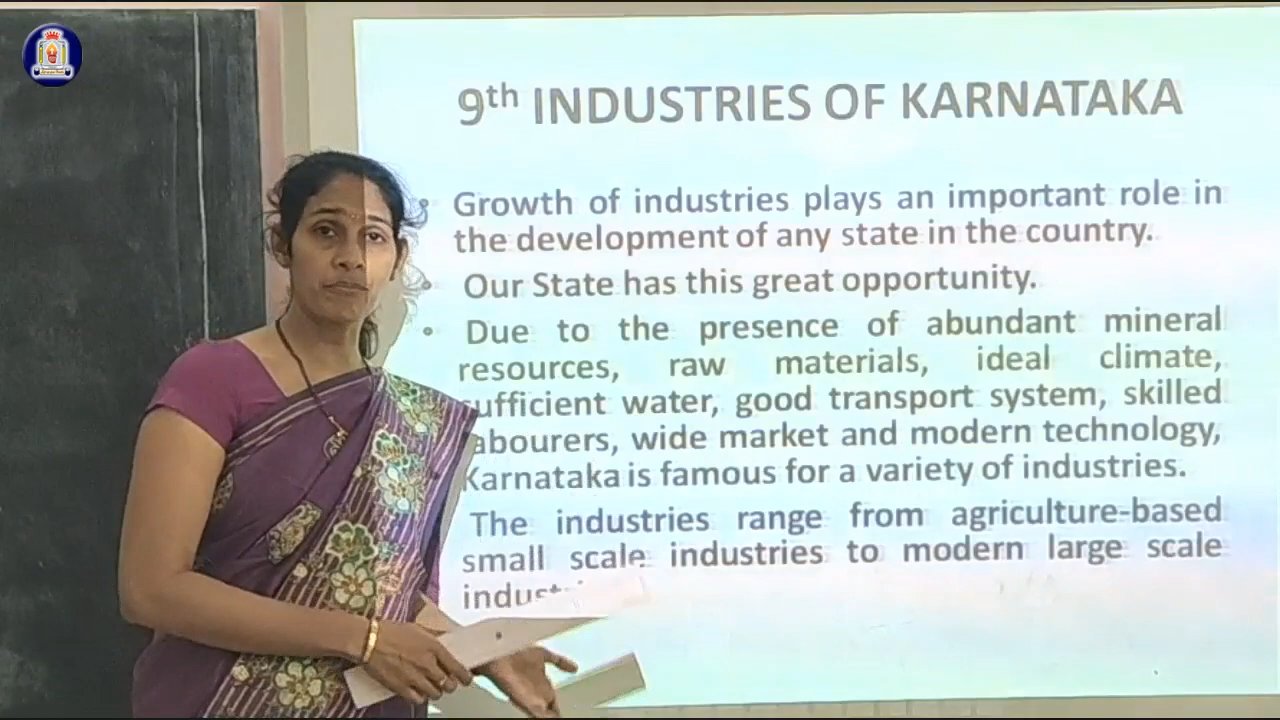 9th INDUSTRIES OF KARNATAKA
• Growth of industries plays an important role in
the development of any state in the country.
• Our State has this great opportunity.
• Due to the presence of abundant mineral
resources, raw materials, ideal climate,
sufficient water, good transport system, skilled
labourers, wide market and modern technology,
Karnataka is famous for a variety of industries.
The industries range from agriculture-based
small scale industries to modern large scale